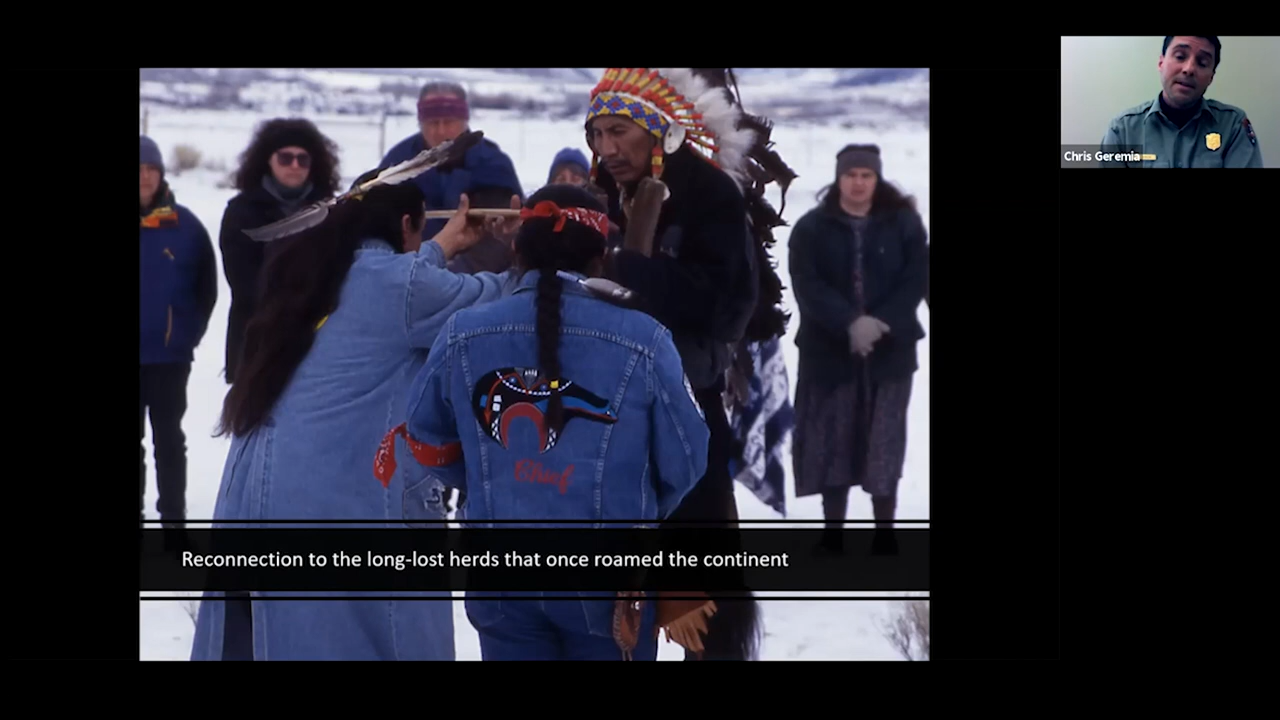 Chris Geremia
Reconnection to the long-lost herds that once roamed the continent